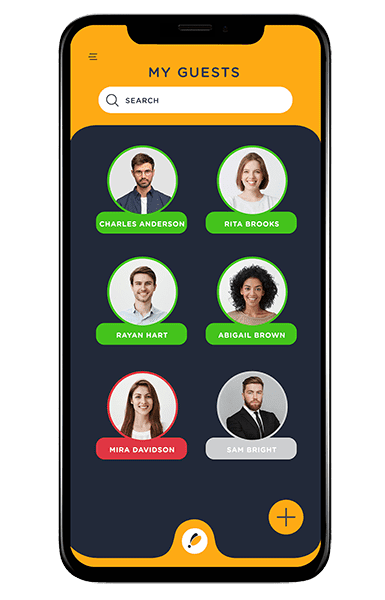 MY GUESTS
SEARCH
CHARLES ANDERSON
RITA BROOKS
RAYAN HART
ABIGAIL BROWN
MIRA DAVIDSON
SAM BRIGHT